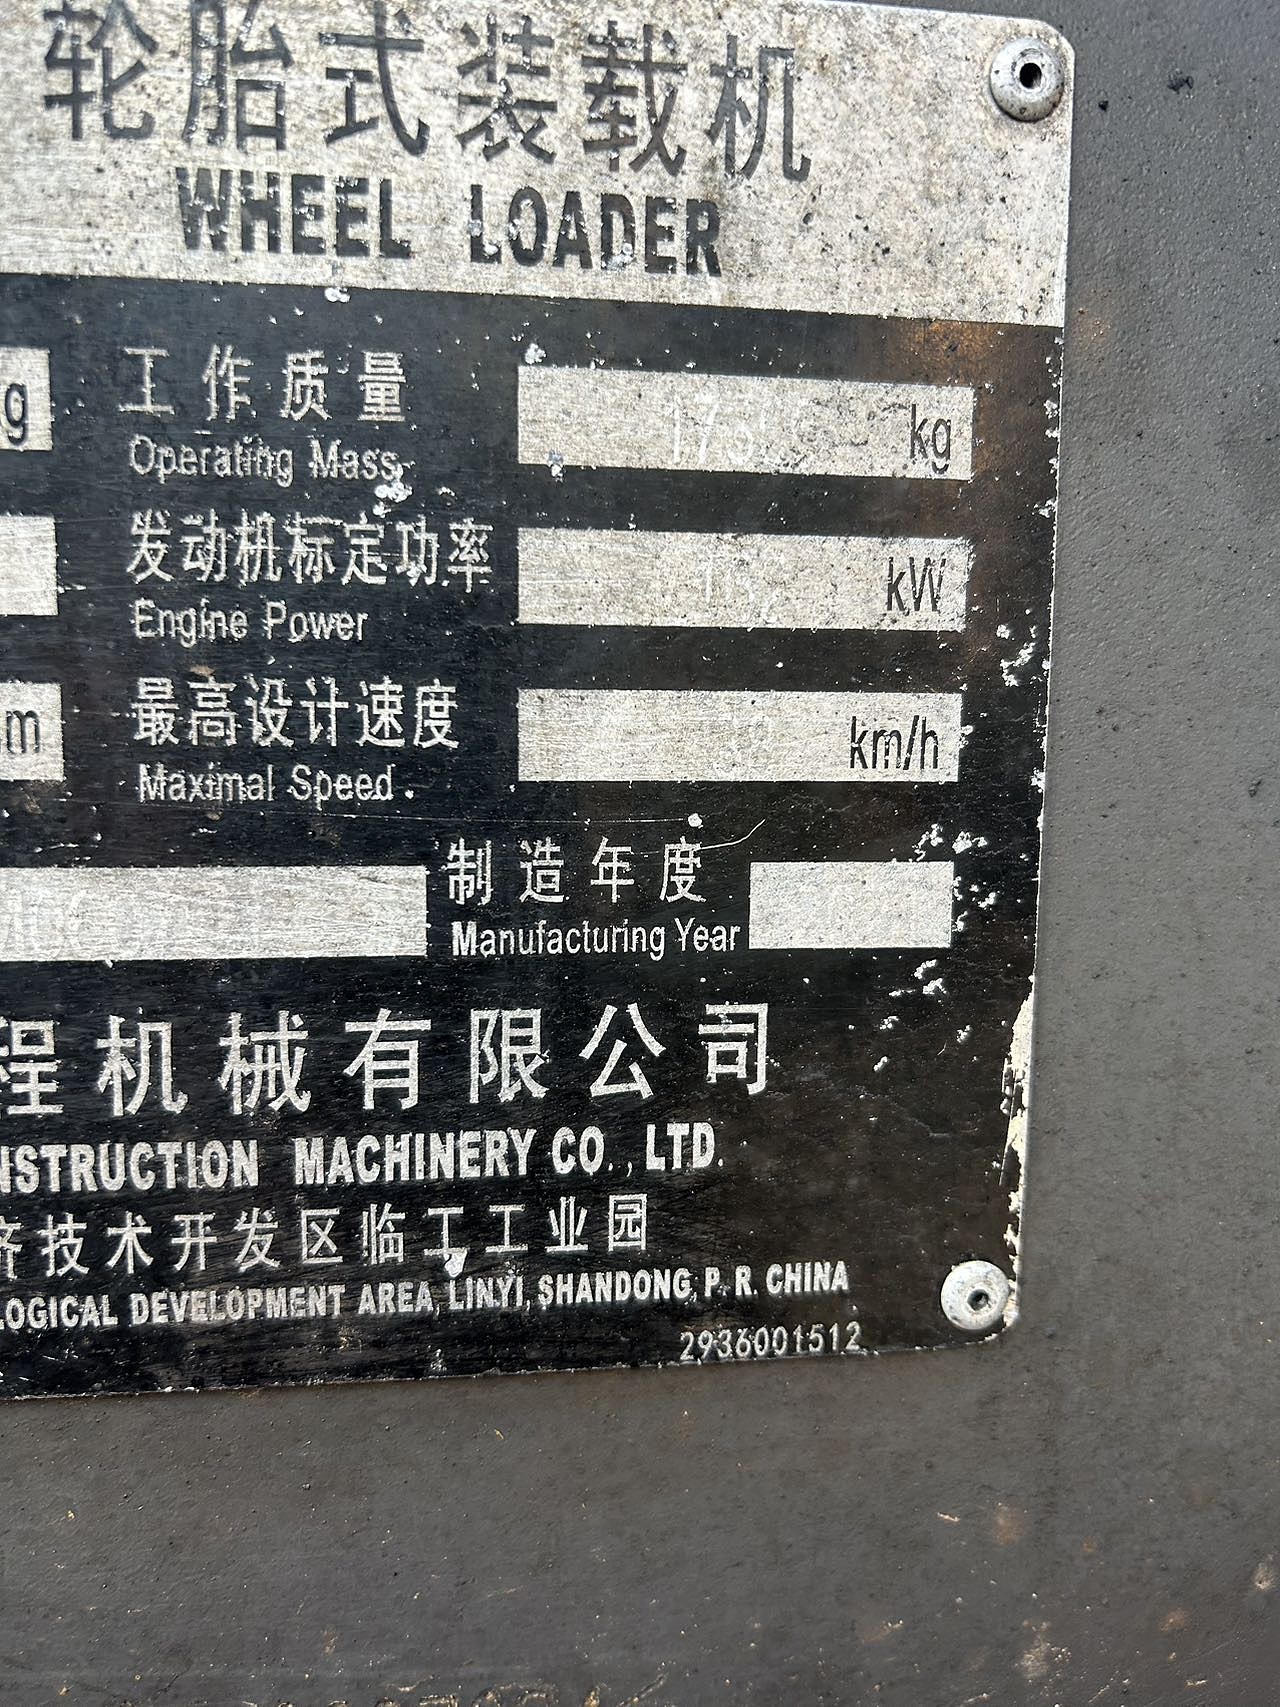 轮胎式装载机
WHEEL LOADER
g 工作质量 kg
Operating Mass
发动机标定功率 kW
Engine Power
m 最高设计速度 km/h
Maximal Speed
制造年度
Manufacturing Year
程机械有限公司
NSTRUCTION MACHINERY CO., LTD.
济技术开发区临工工业园
LOGICAL DEVELOPMENT AREA, LINYI, SHANDONG, P. R. CHINA
2936001512